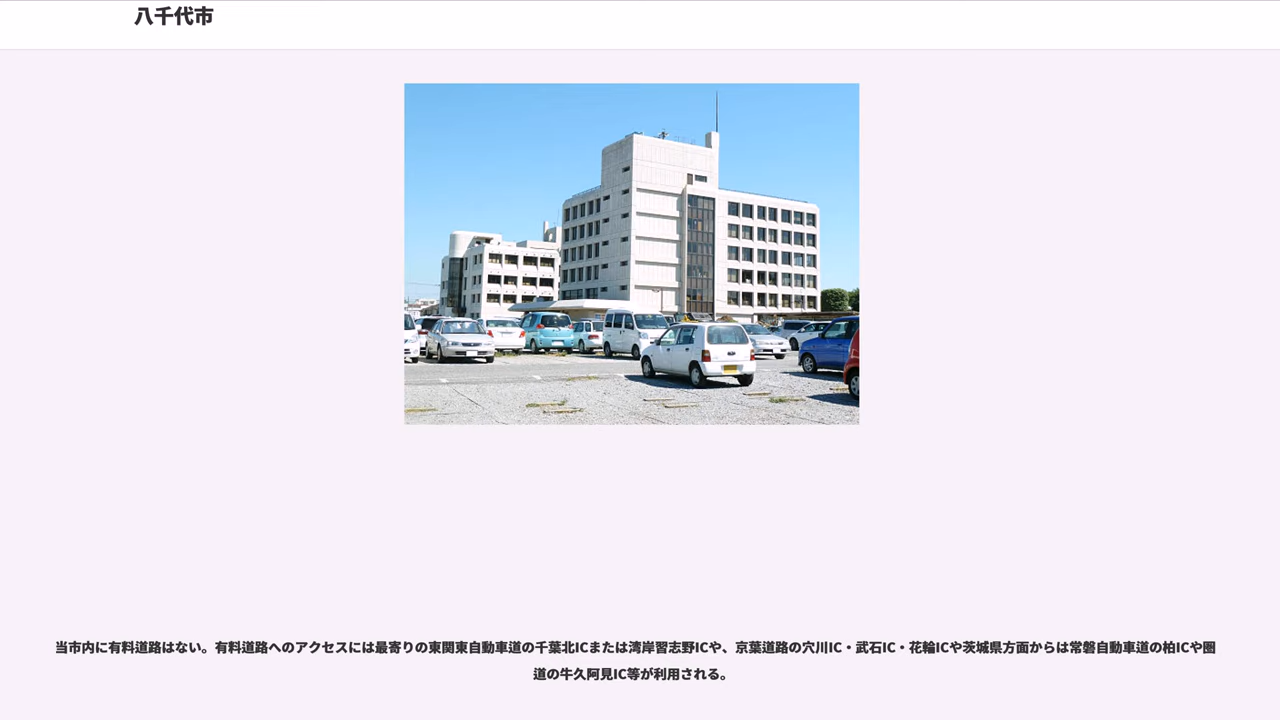 八千代市
当市内に有料道路はない。有料道路へのアクセスには最寄りの東関東自動車道の千葉北ICまたは湾岸習志野ICや、京葉道路の穴川IC・武石IC・花輪ICや茨城県方面からは常磐自動車道の柏ICや圏
道の牛久阿見IC等が利用される。